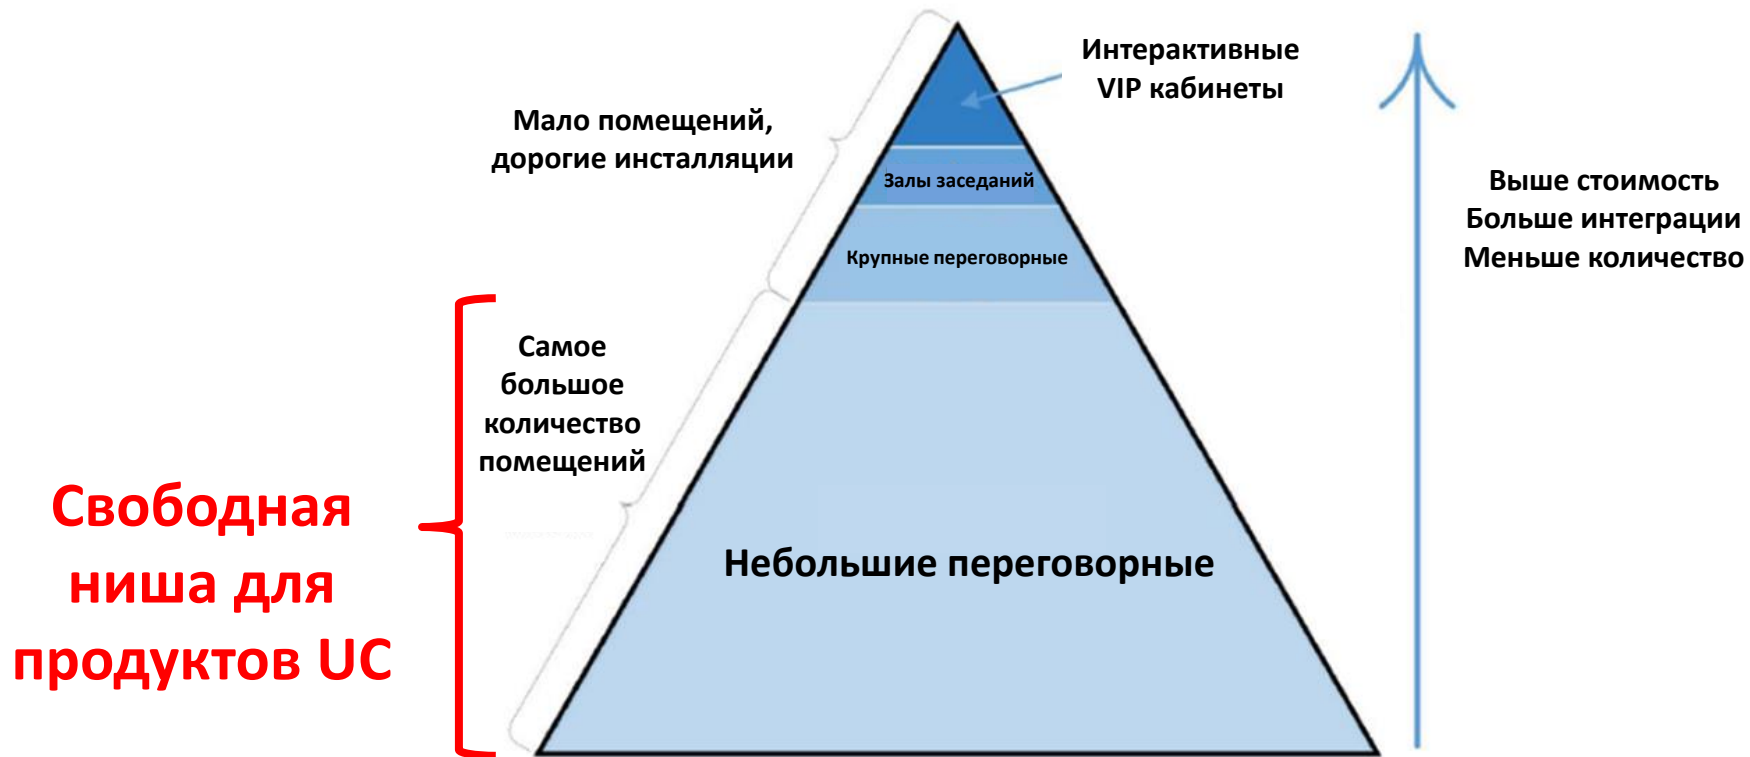 Интерактивные
VIP кабинеты
Мало помещений,
дорогие инсталляции
Залы заседаний
Выше стоимость
Больше интеграции
Меньше количество
Крупные переговорные
Самое
большое
количество
помещений
Свободная
ниша для
продуктов UC
Небольшие переговорные